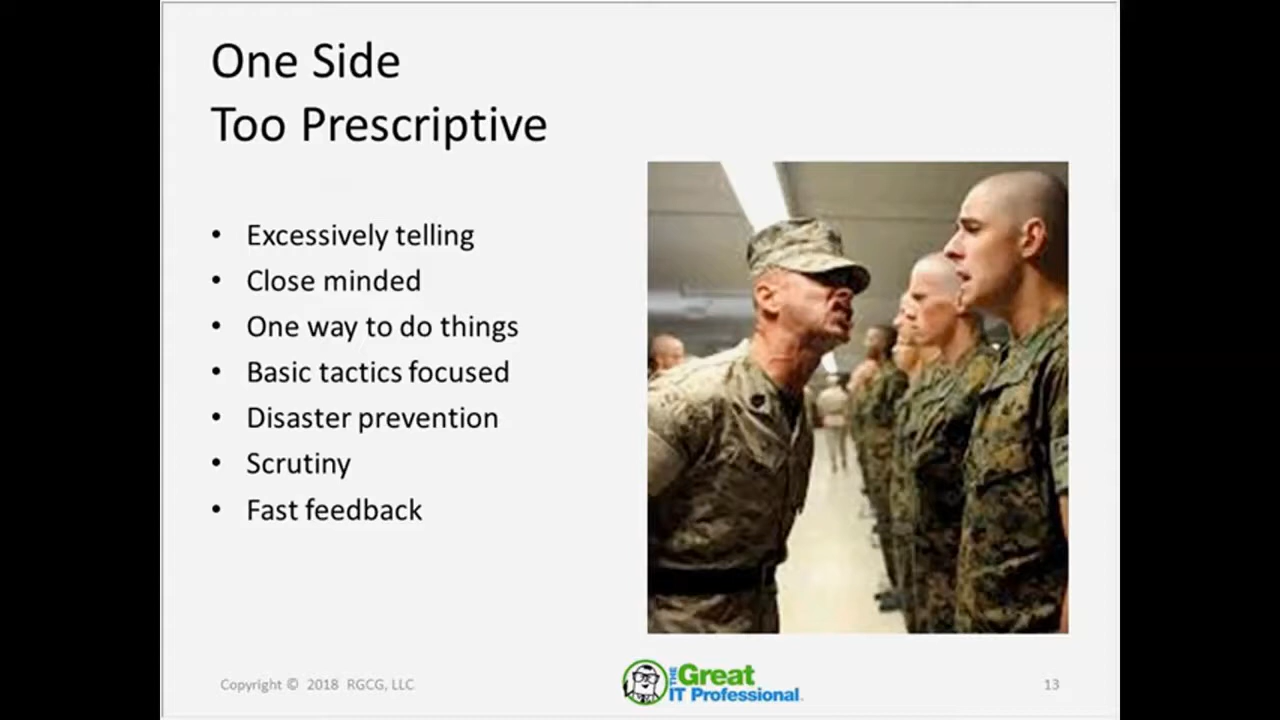 One Side
Too Prescriptive
• Excessively telling
• Close minded
• One way to do things
• Basic tactics focused
• Disaster prevention
• Scrutiny
• Fast feedback
Copyright © 2018 RGCG, LLC
THE Great
IT Professional
13